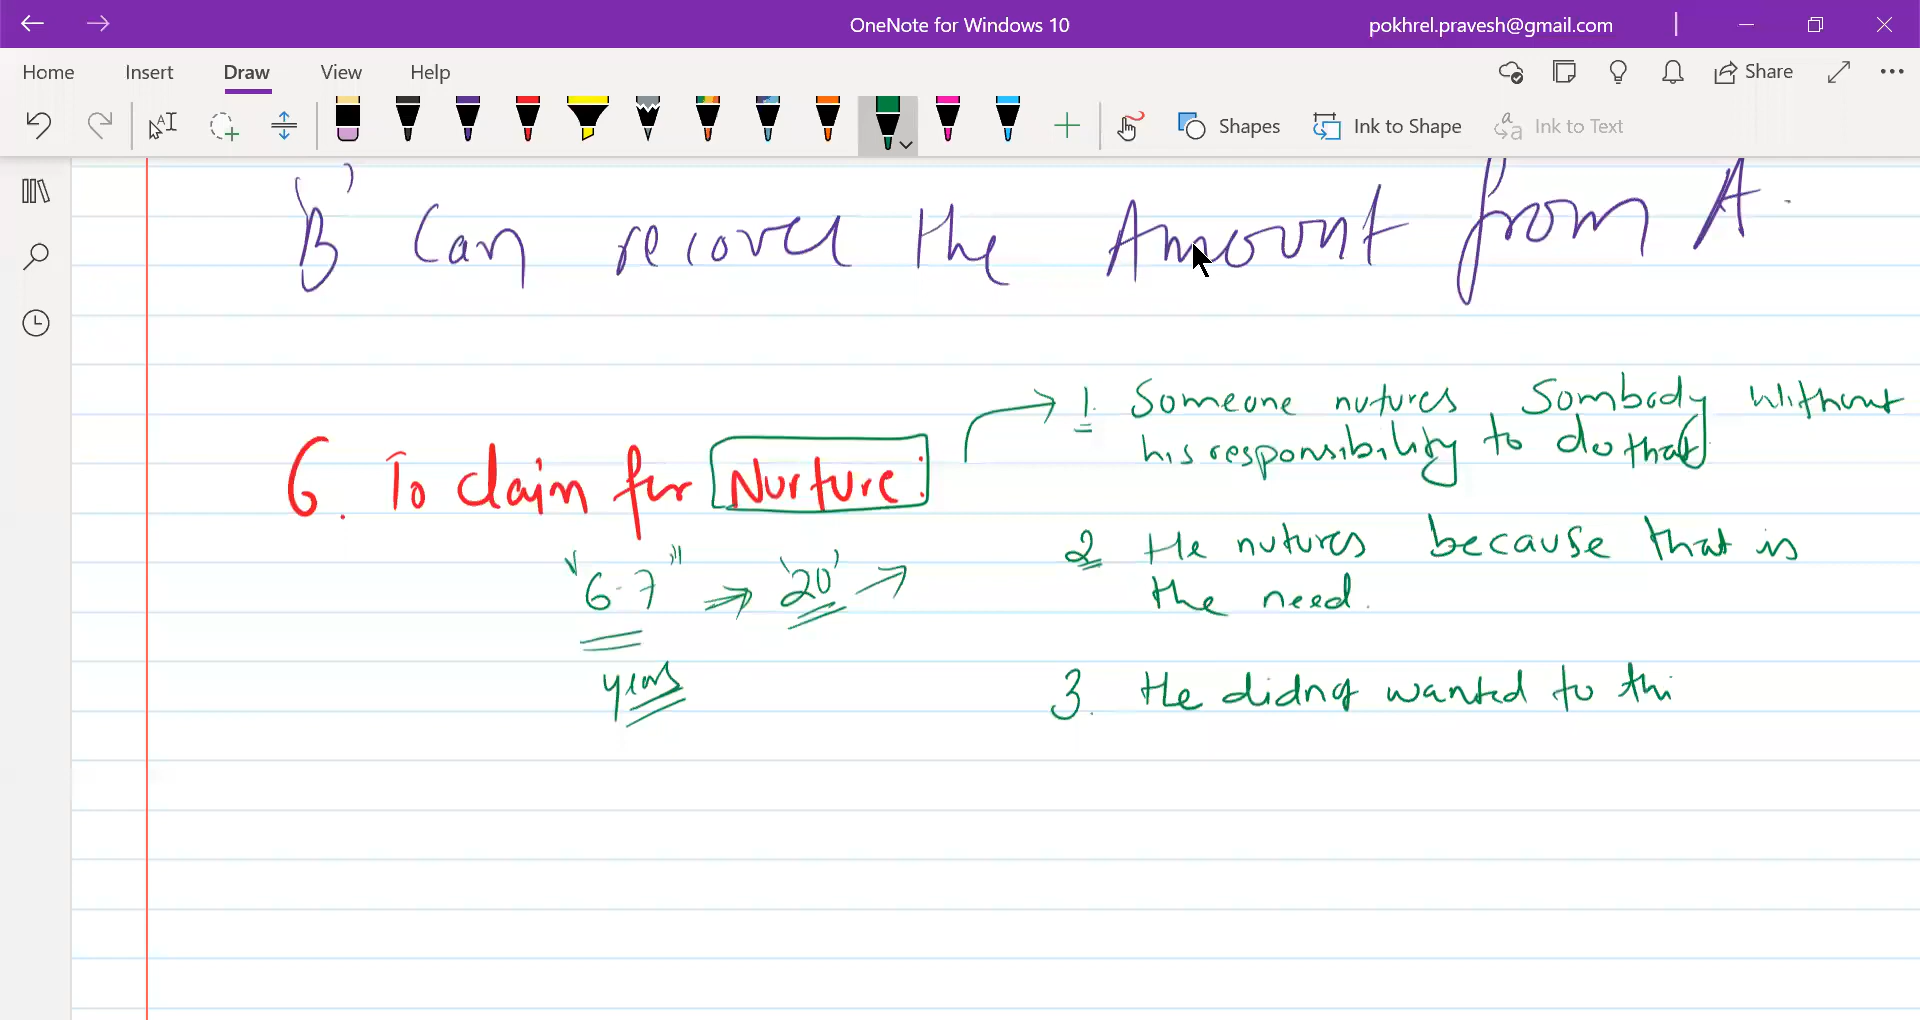 OneNote for Windows 10
pokhrel.pravesh@gmail.com
Home Insert Draw View Help
Share
Shapes Ink to Shape Ink to Text
'B' Can recover the Amount from A.
6. To claim for Nurture:
"6-7" '20'
years
1. Someone nutures Sombody without
his responsibility to do that
2 He nutures because that is
the need.
3. He didnot wanted to thi